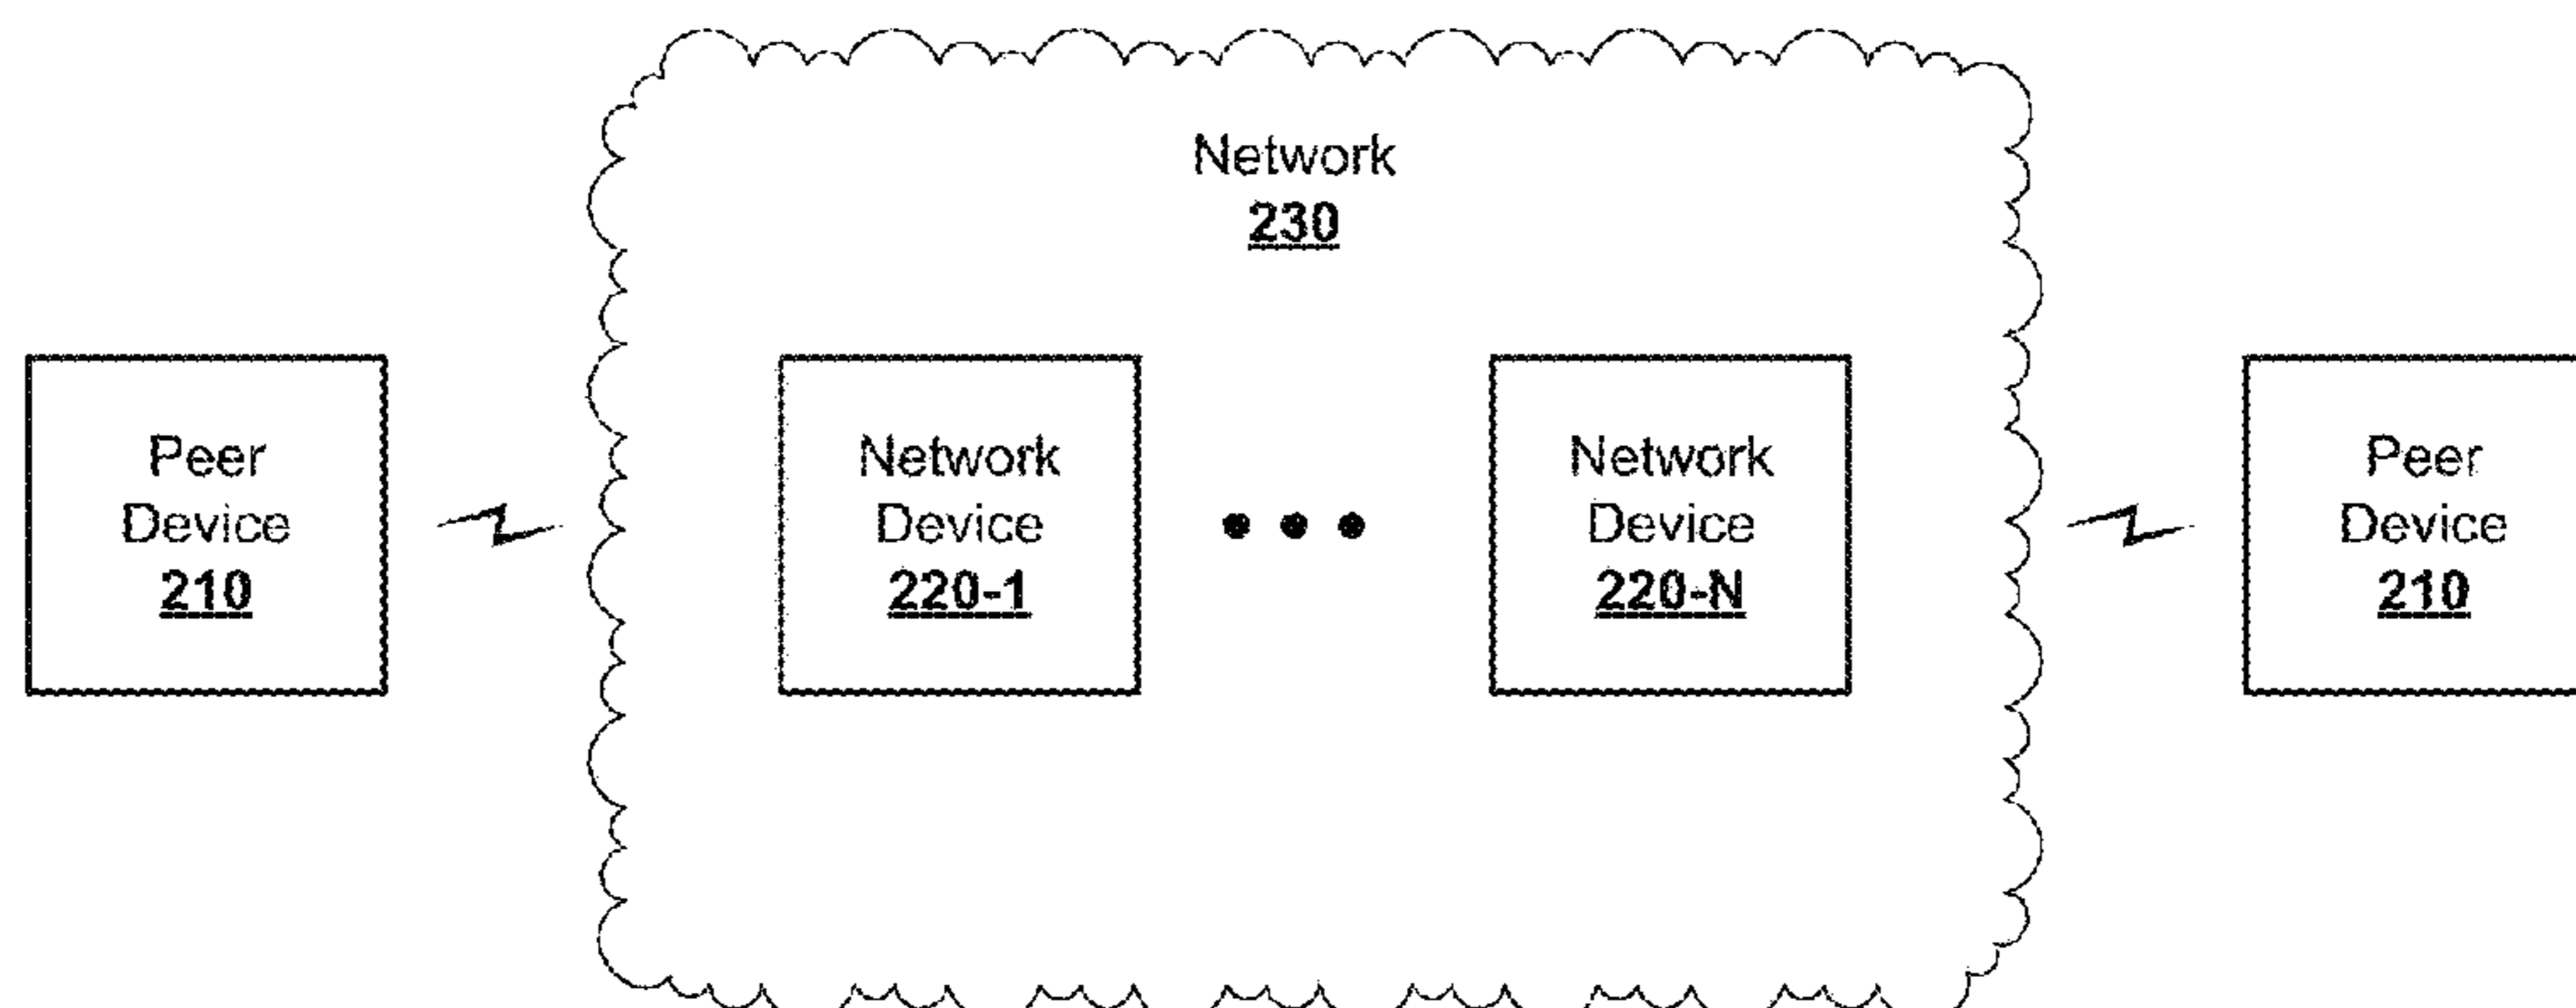 Network
230
Peer
Device
210
Network
Device
220-1
Network
Device
220-N
Peer
Device
210